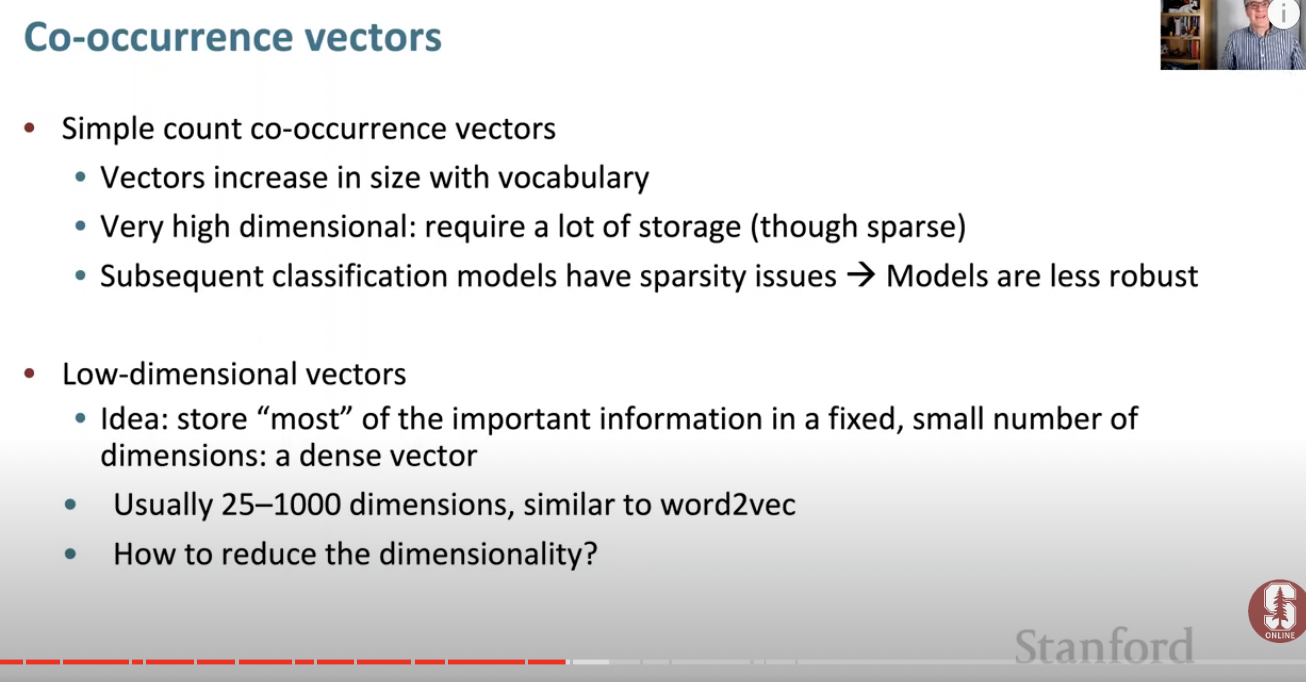 Co-occurrence vectors
• Simple count co-occurrence vectors
• Vectors increase in size with vocabulary
• Very high dimensional: require a lot of storage (though sparse)
• Subsequent classification models have sparsity issues → Models are less robust
• Low-dimensional vectors
• Idea: store “most” of the important information in a fixed, small number of
dimensions: a dense vector
• Usually 25–1000 dimensions, similar to word2vec
• How to reduce the dimensionality?
S
ONLINE
Stanford
i